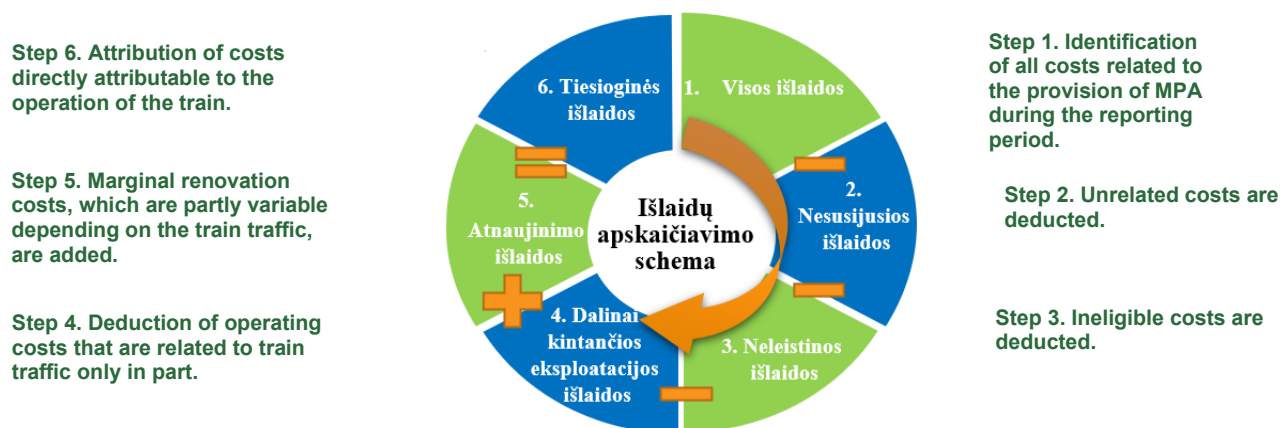 Step 6. Attribution of costs
directly attributable to the
operation of the train.
Step 5. Marginal renovation
costs, which are partly variable
depending on the train traffic,
are added.
Step 4. Deduction of operating
costs that are related to train
traffic only in part.
6. Tiesioginės
išlaidos
1. Visos išlaidos
2.
Nesusijusios
išlaidos
3. Neleistinos
išlaidos
4. Dalinai
kintančios
eksploatacijos
išlaidos
5.
Atnaujinimo
išlaidos
Išlaidų
apskaičiavimo
schema
Step 1. Identification
of all costs related to
the provision of MPA
during the reporting
period.
Step 2. Unrelated costs are
deducted.
Step 3. Ineligible costs are
deducted.